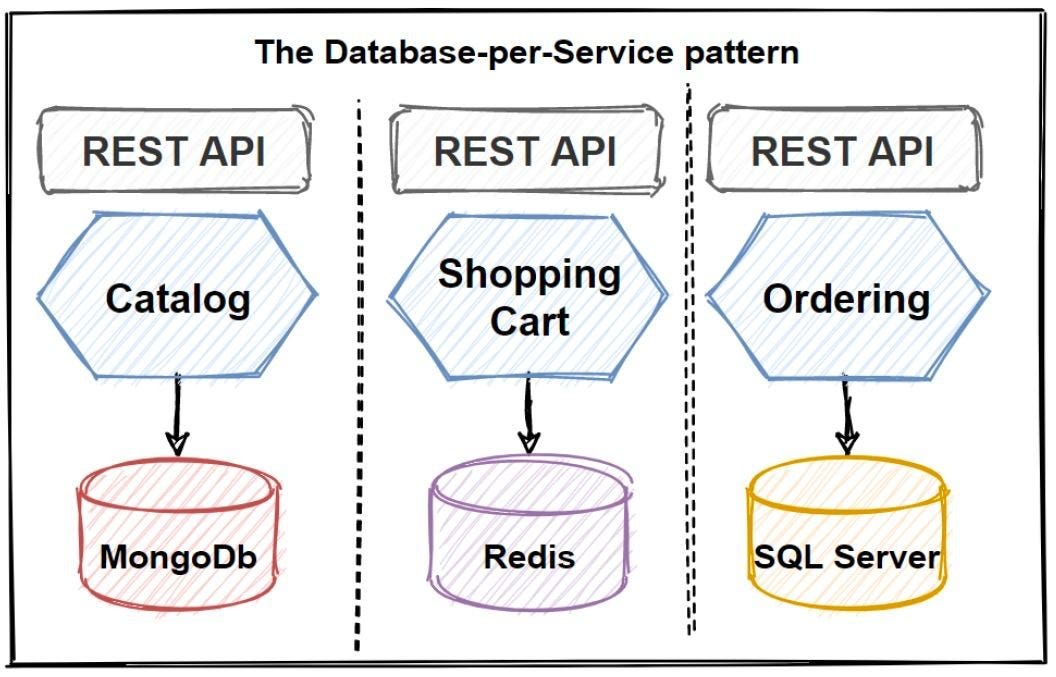 The Database-per-Service pattern
REST API
REST API
REST API
Catalog
Shopping
Cart
Ordering
MongoDb
Redis
SQL Server